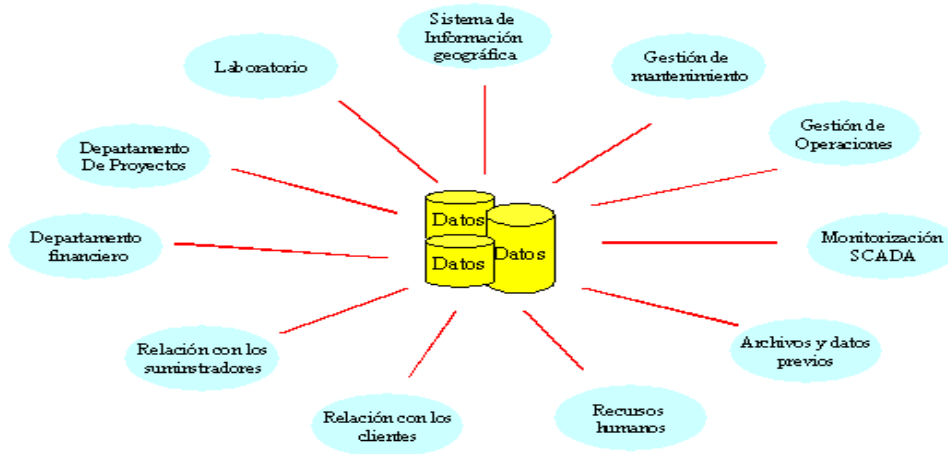 Sistema de
Información
geográfica
Laboratorio
Gestión de
mantenimiento
Gestión de
Operaciones
Departamento
De Proyectos
Datos
Datos
Datos
Departamento
financiero
Monitorización
SCADA
Relación con los
suminstradores
Archivos y datos
previos
Relación con los
clientes
Recursos
humanos